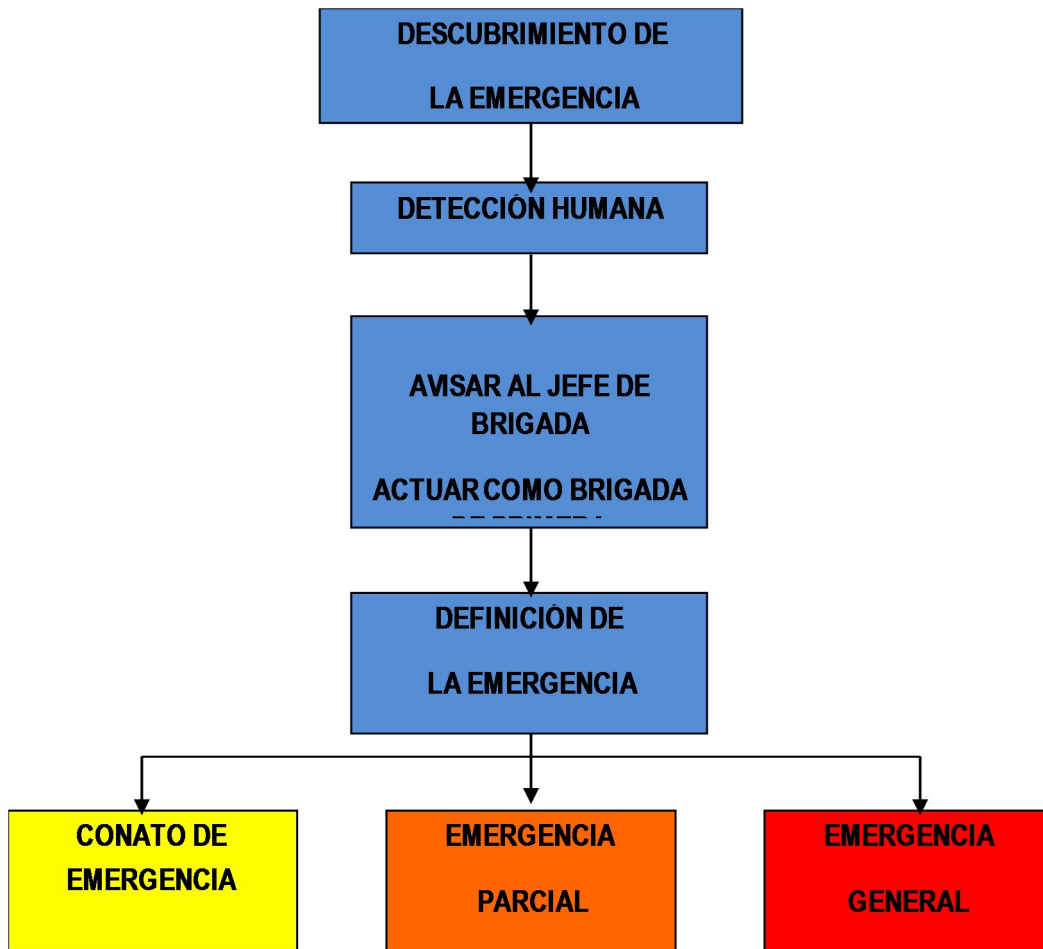 DESCUBRIMIENTO DE
LA EMERGENCIA
DETECCIÓN HUMANA
AVISAR AL JEFE DE
BRIGADA
ACTUAR COMO BRIGADA
DEFINICIÓN DE
LA EMERGENCIA
CONATO DE
EMERGENCIA
EMERGENCIA
PARCIAL
EMERGENCIA
GENERAL